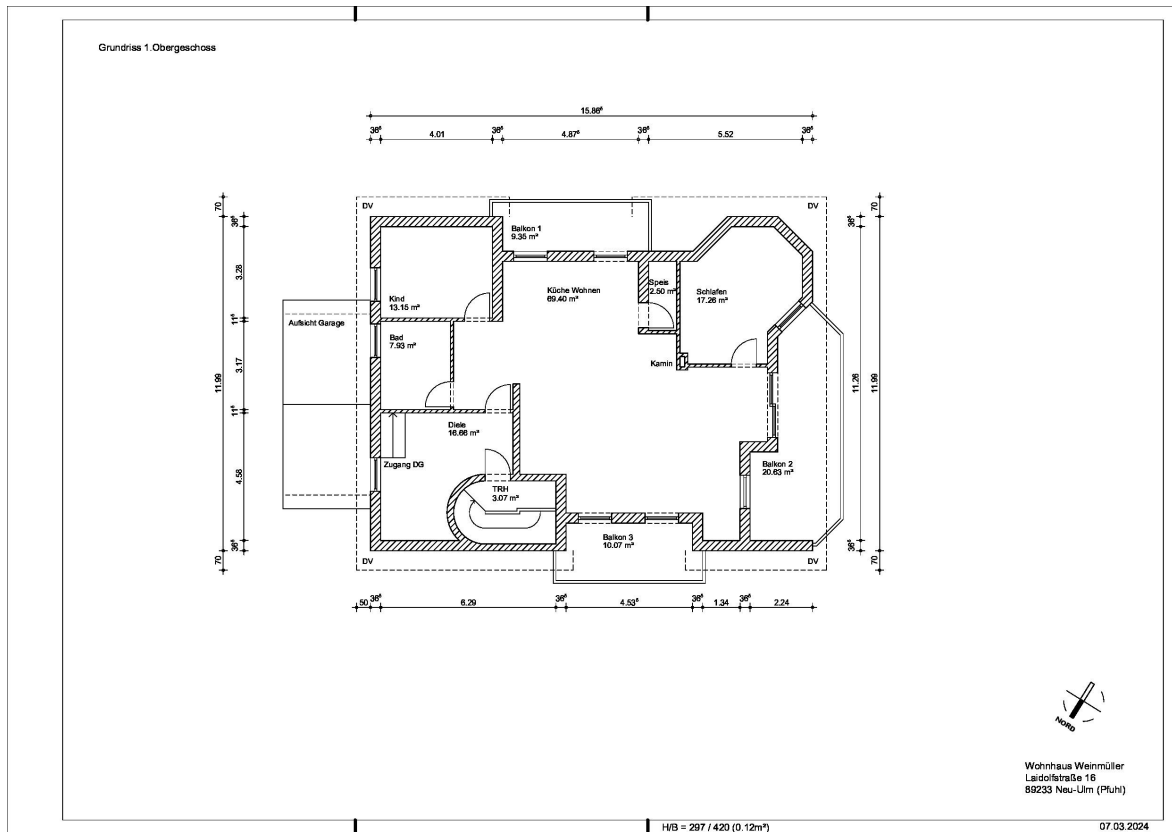 Grundriss 1.Obergeschoss
15.86⁵
36⁵ 4.01 36⁵ 4.87⁵ 36⁵ 5.52 36⁵
DV
DV
Balkon 1
9.35 m²
Kind
13.15 m²
Küche Wohnen
69.40 m²
Speis
2.50 m²
Schlafen
17.26 m²
Aufsicht Garage
Bad
7.93 m²
Kamin
Diele
16.66 m²
Zugang DG
TRH
3.07 m²
Balkon 2
20.63 m²
Balkon 3
10.07 m²
DV
DV
70
11.99
70
36⁵
3.28
11⁵
3.17
11⁵
4.58
36⁵
36⁵
11.26
36⁵
70
11.99
70
50 36⁵ 6.29 36⁵ 4.53⁵ 36⁵ 1.34 36⁵ 2.24
NORD
Wohnhaus Weinmüller
Laidolfstraße 16
89233 Neu-Ulm (Pfuhl)
H/B = 297 / 420 (0.12m²)
07.03.2024